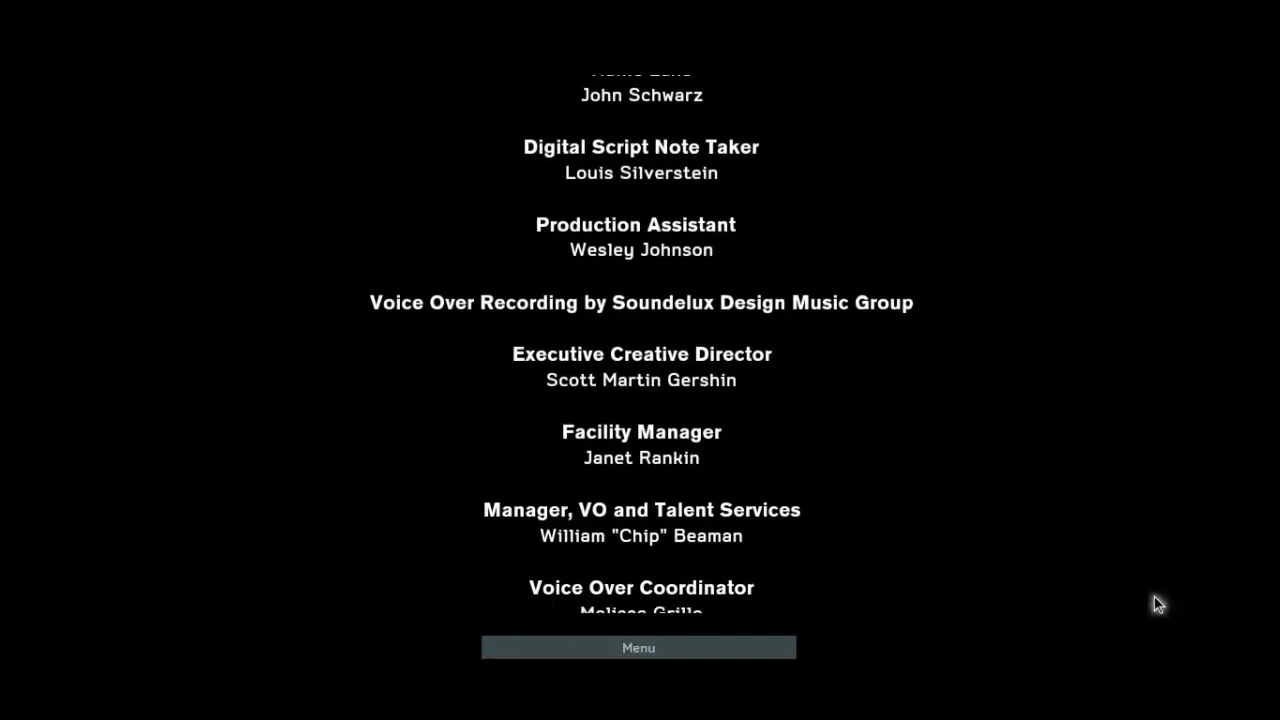 John Schwarz
Digital Script Note Taker
Louis Silverstein
Production Assistant
Wesley Johnson
Voice Over Recording by Soundelux Design Music Group
Executive Creative Director
Scott Martin Gershin
Facility Manager
Janet Rankin
Manager, VO and Talent Services
William "Chip" Beaman
Voice Over Coordinator
Menu